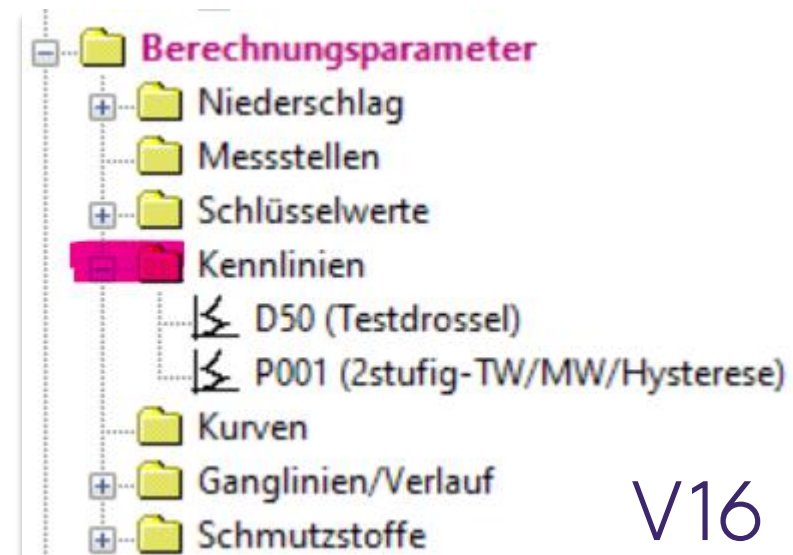 Berechnungsparameter
Niederschlag
Messstellen
Schlüsselwerte
Kennlinien
D50 (Testdrossel)
P001 (2stufig-TW/MW/Hysterese)
Kurven
Ganglinien/Verlauf
Schmutzstoffe
V16